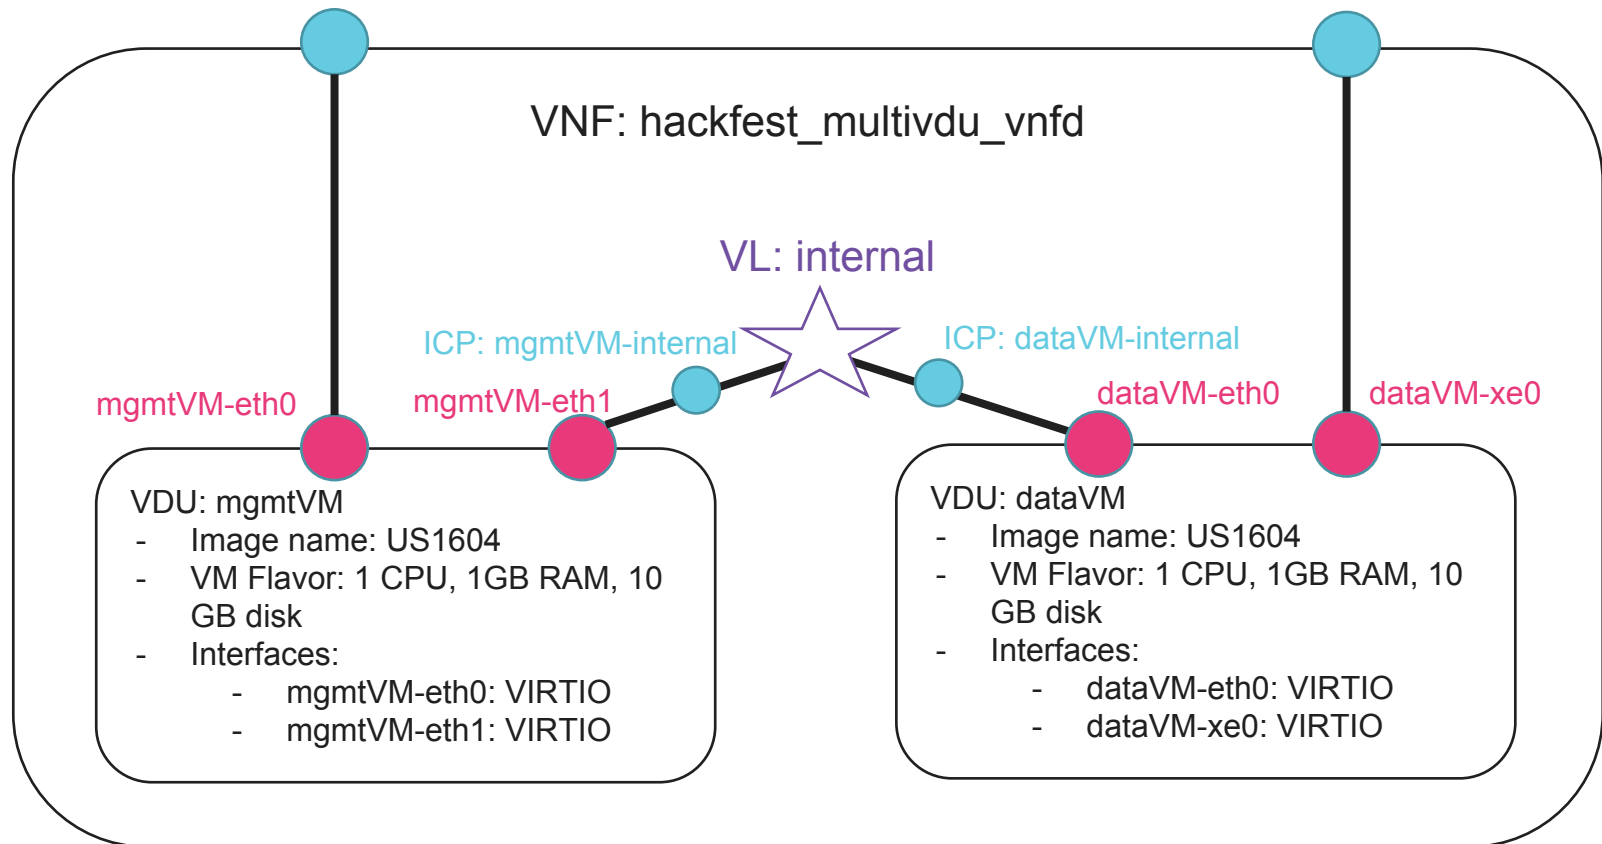 VNF: hackfest_multivdu_vnfd
VL: internal
ICP: mgmtVM-internal
ICP: dataVM-internal
mgmtVM-eth0
mgmtVM-eth1
dataVM-eth0
dataVM-xe0
VDU: mgmtVM
- Image name: US1604
- VM Flavor: 1 CPU, 1GB RAM, 10
GB disk
- Interfaces:
- mgmtVM-eth0: VIRTIO
- mgmtVM-eth1: VIRTIO
VDU: dataVM
- Image name: US1604
- VM Flavor: 1 CPU, 1GB RAM, 10
GB disk
- Interfaces:
- dataVM-eth0: VIRTIO
- dataVM-xe0: VIRTIO